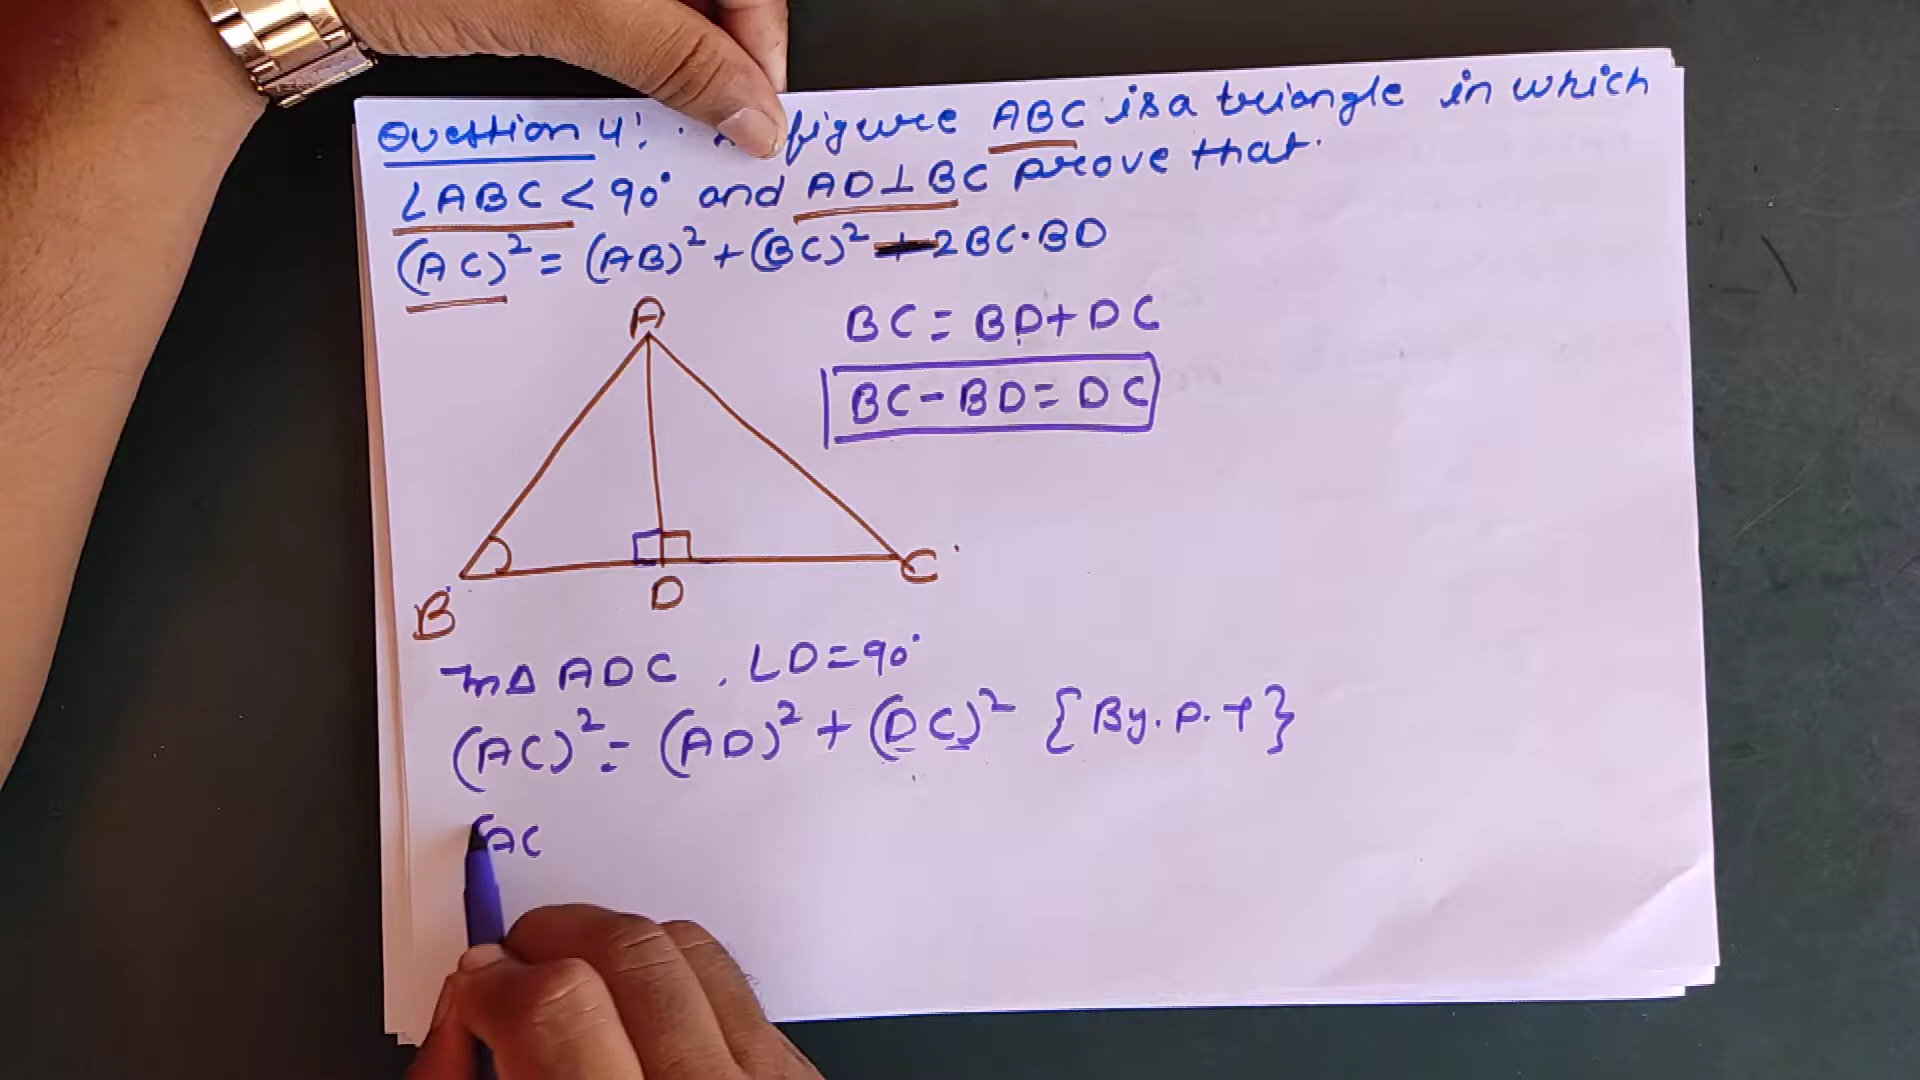 Question 4: figure ABC is a triangle in which
∠ABC < 90° and AD⊥BC prove that.
(AC)² = (AB)² + (BC)² - 2BC·BD
BC = BD + DC
BC - BD = DC
A
B
D
C
In Δ ADC, ∠D = 90°
(AC)² = (AD)² + (DC)² {By. P. T}
(AC